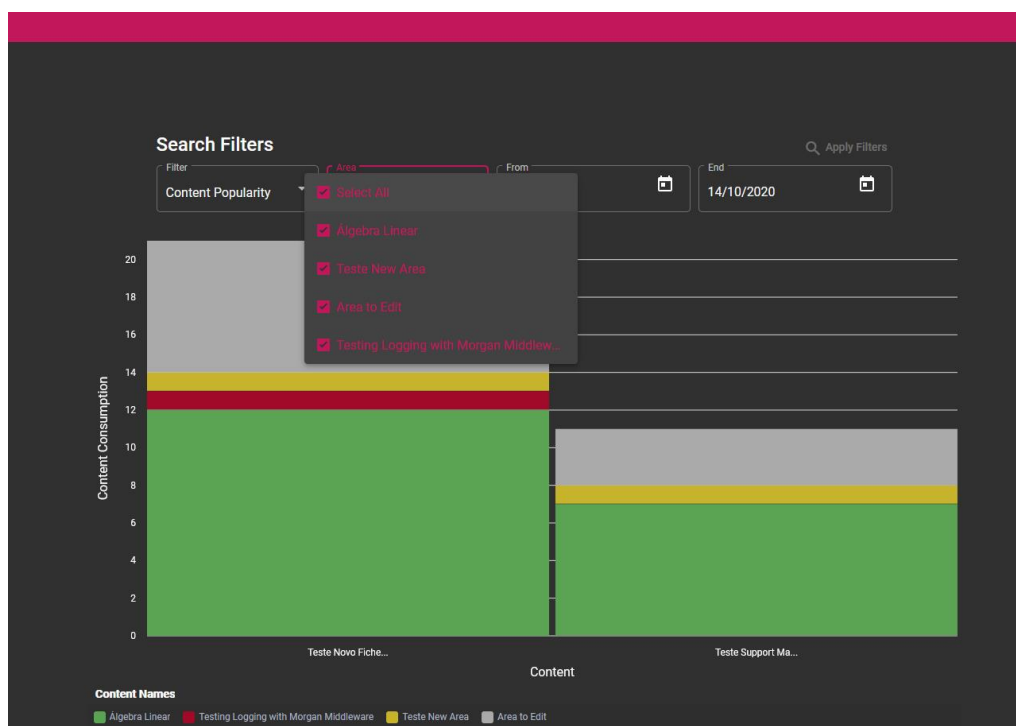 Search Filters
Apply Filters
Filter
Area
From
End
Content Popularity
14/10/2020
Select All
Álgebra Linear
Teste New Area
Area to Edit
Testing Logging with Morgan Middlew...
20
18
16
14
12
10
8
6
4
2
0
Content Consumption
Teste Novo Fiche...
Teste Support Ma...
Content
Content Names
Álgebra Linear
Testing Logging with Morgan Middleware
Teste New Area
Area to Edit